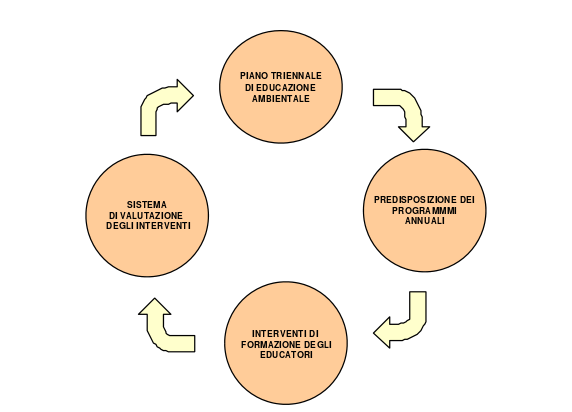 PIANO TRIENNALE
DI EDUCAZIONE
AMBIENTALE
PREDISPOSIZIONE DEI
PROGRAMMMI
ANNUALI
INTERVENTI DI
FORMAZIONE DEGLI
EDUCATORI
SISTEMA
DI VALUTAZIONE
DEGLI INTERVENTI